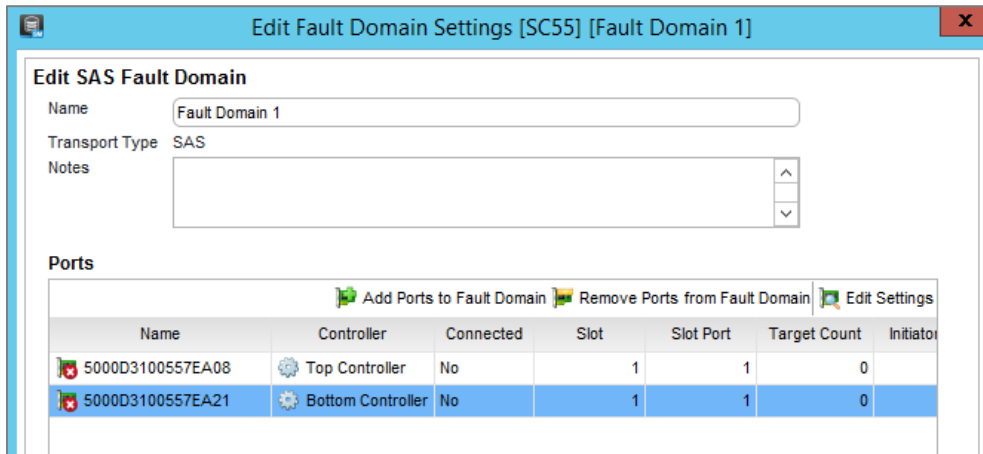 Edit Fault Domain Settings [SC55] [Fault Domain 1] x
Edit SAS Fault Domain
Name Fault Domain 1
Transport Type SAS
Notes
Ports
Add Ports to Fault Domain Remove Ports from Fault Domain Edit Settings
Name Controller Connected Slot Slot Port Target Count Initiator
5000D3100557EA08 Top Controller No 1 1 0
5000D3100557EA21 Bottom Controller No 1 1 0